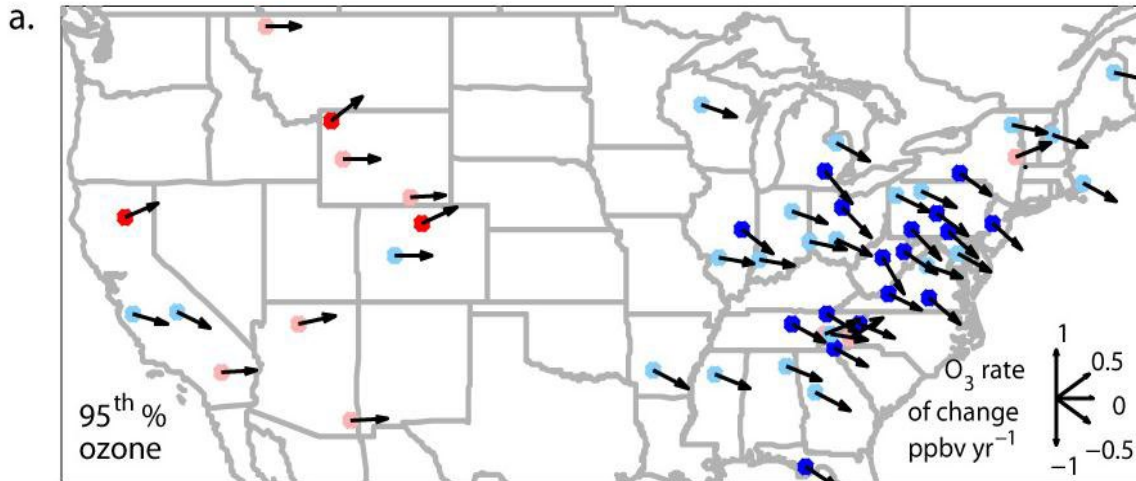 a.
95th %
ozone
O3 rate
of change
ppbv yr−1
1
0.5
0
−0.5
−1